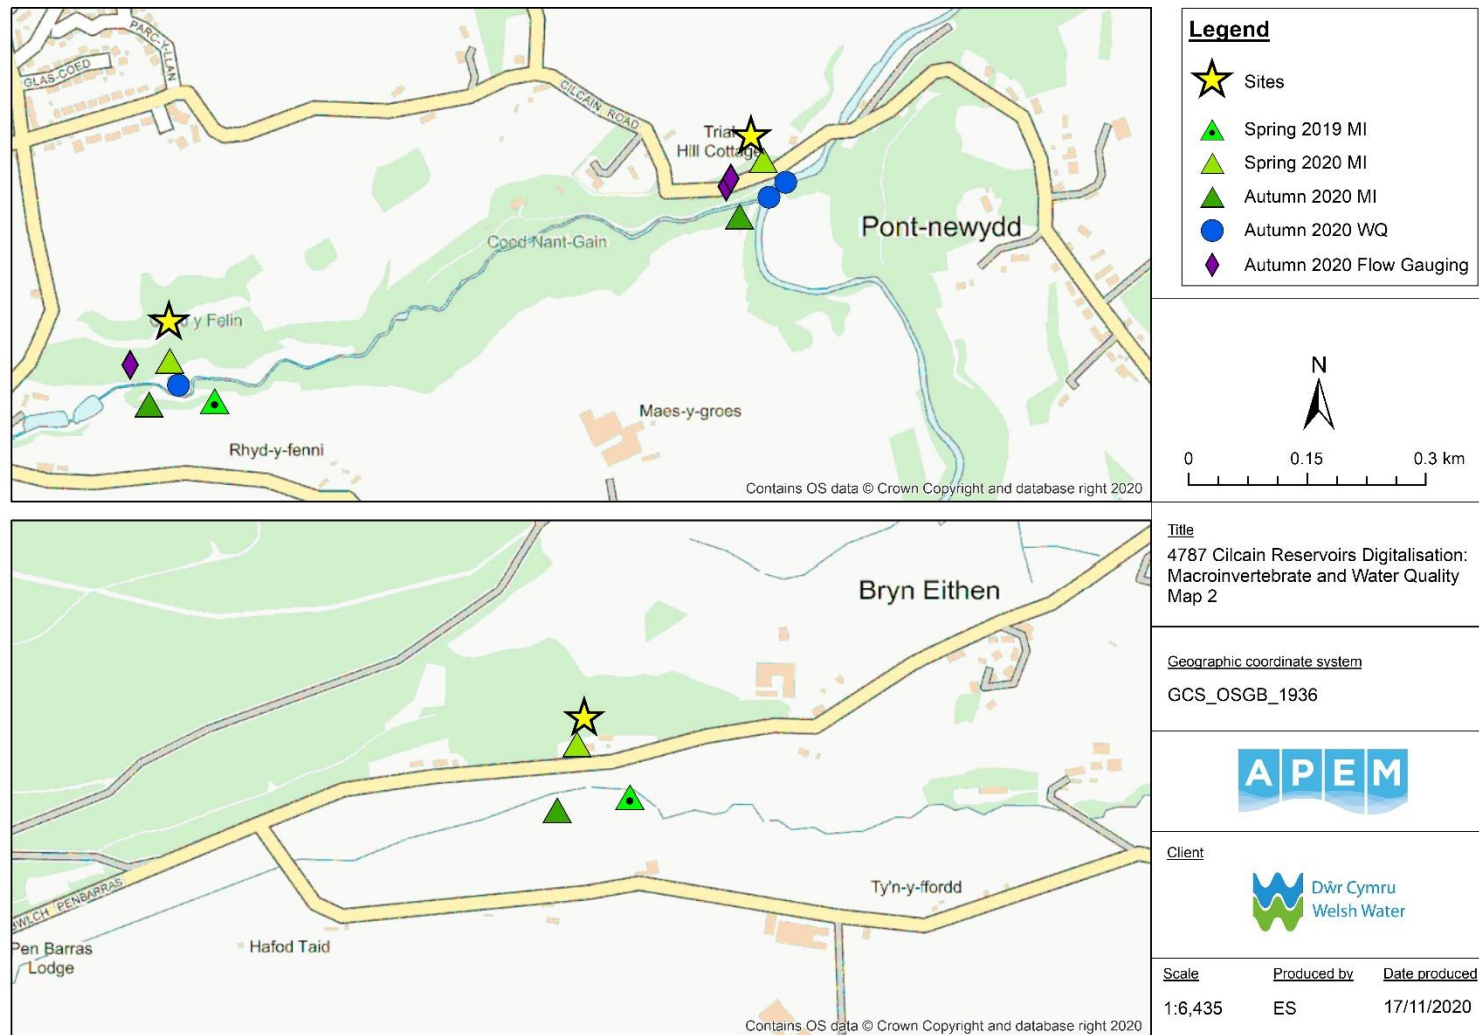 PARC-Y-LLAN
GLAS-COED
CILCAIN ROAD
Trial
Hill Cottage
Pont-newydd
Coed Nant-Gain
y Felin
Maes-y-groes
Rhyd-y-fenni
Contains OS data © Crown Copyright and database right 2020
Bryn Eithen
Ty'n-y-ffordd
BWLCH PENBARRAS
Pen Barras
Lodge
Hafod Taid
Contains OS data © Crown Copyright and database right 2020
Legend
Sites
Spring 2019 MI
Spring 2020 MI
Autumn 2020 MI
Autumn 2020 WQ
Autumn 2020 Flow Gauging
N
0 0.15 0.3 km
Title
4787 Cilcain Reservoirs Digitalisation:
Macroinvertebrate and Water Quality
Map 2
Geographic coordinate system
GCS_OSGB_1936
APEM
Client
Dŵr Cymru
Welsh Water
Scale Produced by Date produced
1:6,435 ES 17/11/2020